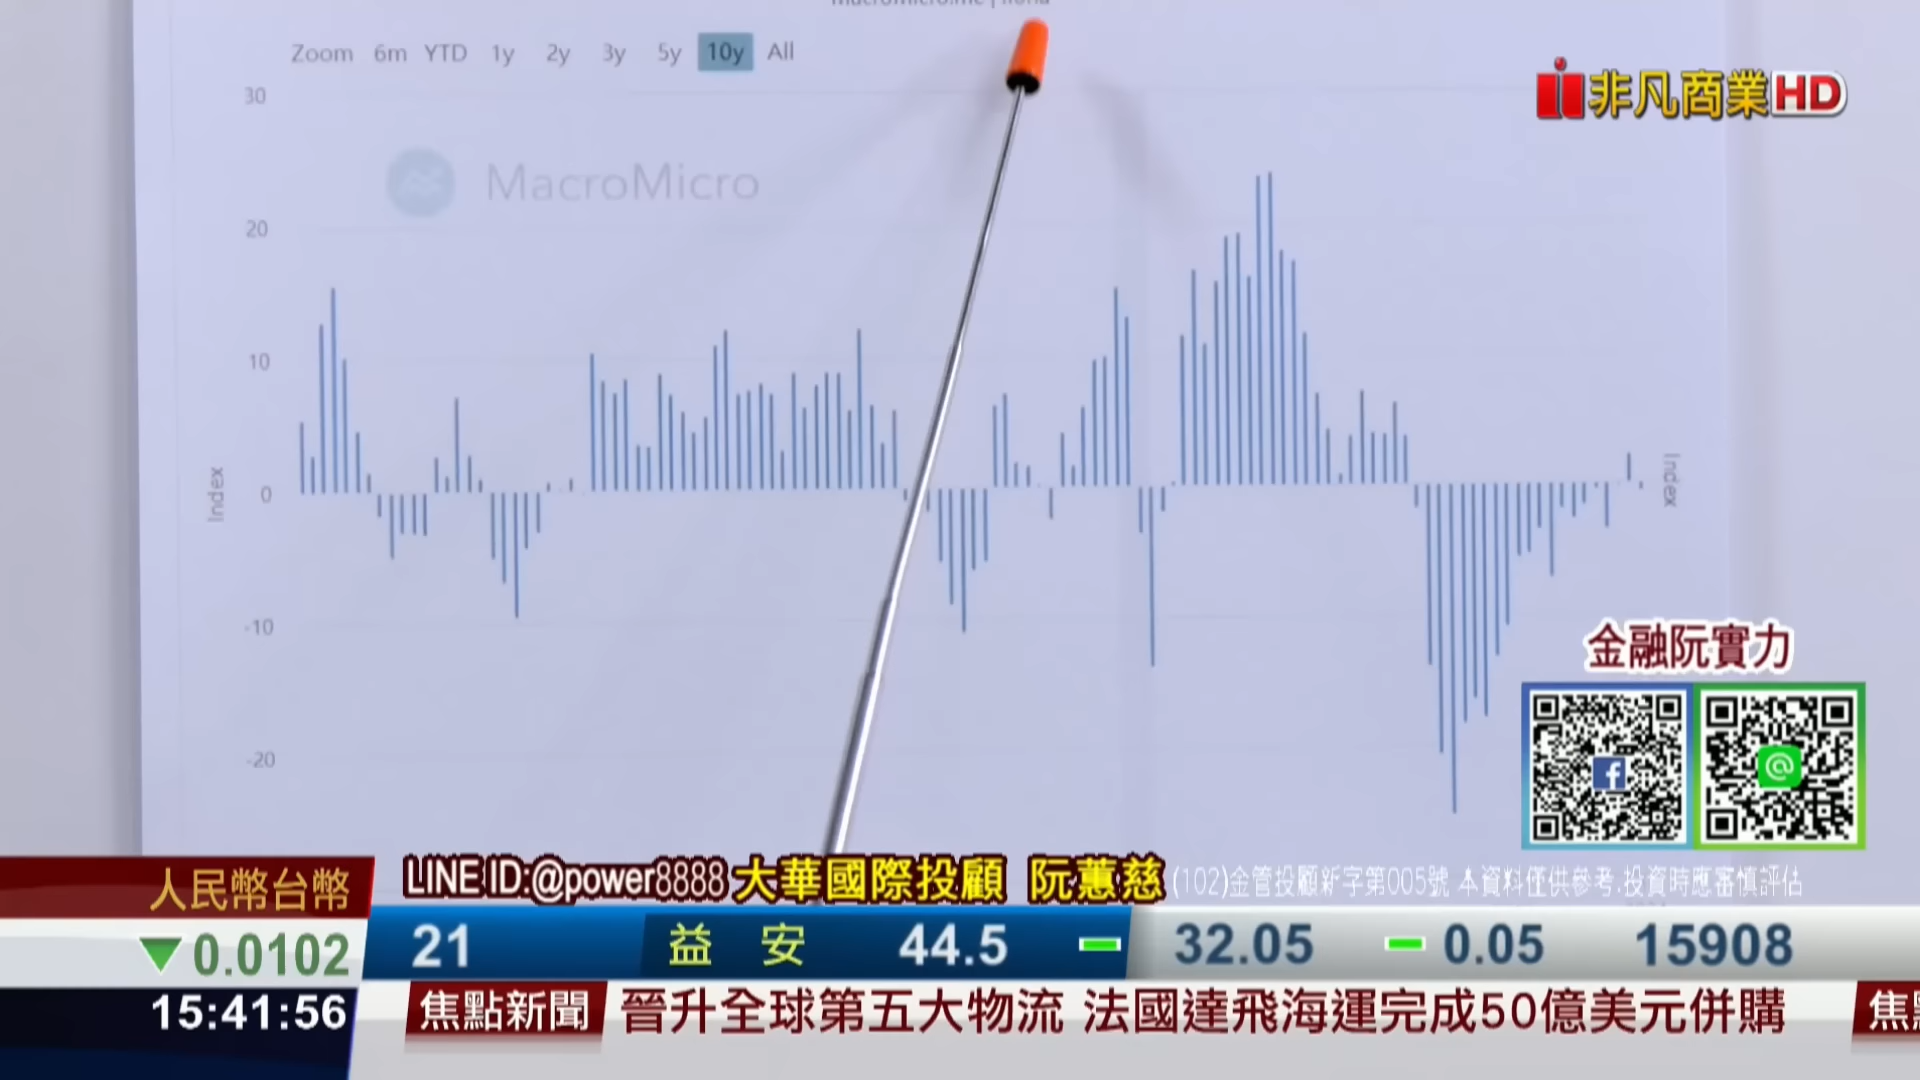 Zoom 6m YTD 1y 2y 3y 5y 10y All
非凡商業HD
30
MacroMicro
20
10
0
-10
-20
Index
Index
金融阮實力
LINE ID:@power8888 大華國際投顧 阮蕙慈 (102)金管投顧新字第005號 本資料僅供參考.投資時應審慎評估
人民幣台幣
0.0102
21 益安 44.5 32.05 0.05 15908
15:41:56
焦點新聞 晉升全球第五大物流 法國達飛海運完成50億美元併購